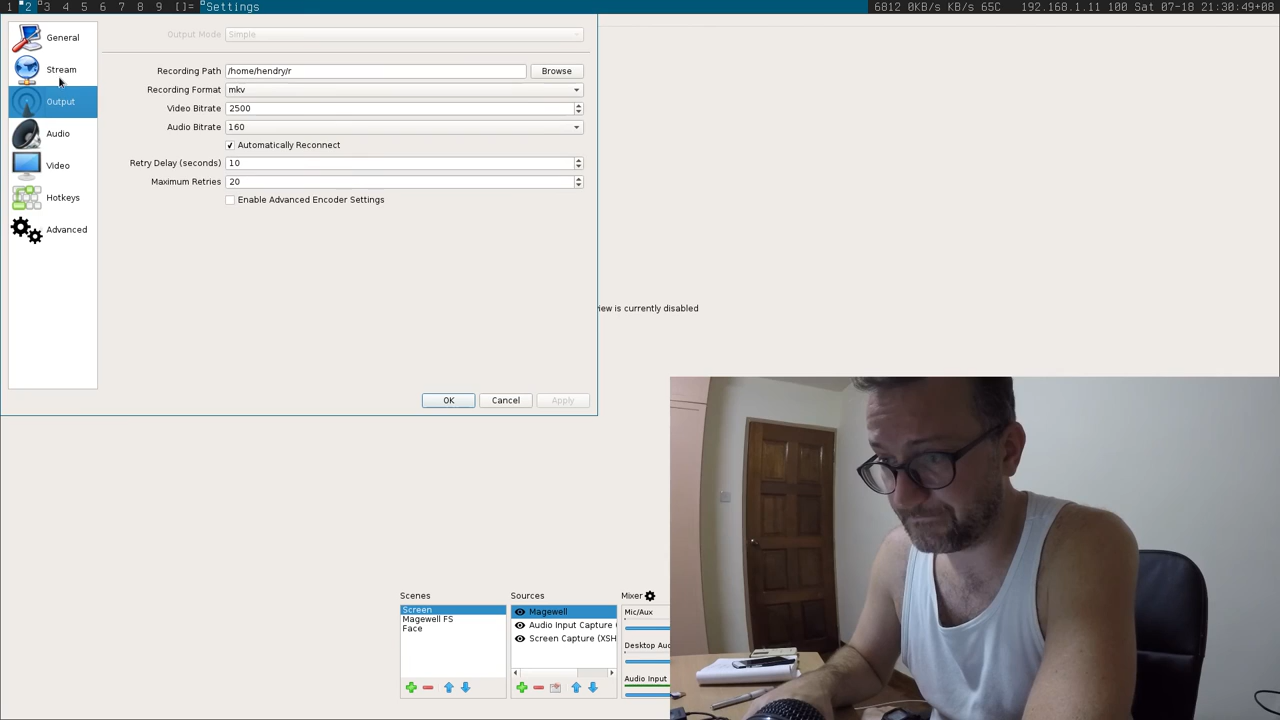 1 2 3 4 5 6 7 8 9 []= Settings
6812 0KB/s KB/s 65C 192.168.1.11 100 Sat 07-18 21:30:49+08
General
Stream
Output
Audio
Video
Hotkeys
Advanced
Output Mode Simple
Recording Path /home/hendry/r Browse
Recording Format mkv
Video Bitrate 2500
Audio Bitrate 160
Automatically Reconnect
Retry Delay (seconds) 10
Maximum Retries 20
Enable Advanced Encoder Settings
iew is currently disabled
OK Cancel Apply
Scenes
Screen
Magewell FS
Face
Sources
Magewell
Audio Input Capture (
Screen Capture (XSH
Mixer
Mic/Aux
Desktop Aud
Audio Input